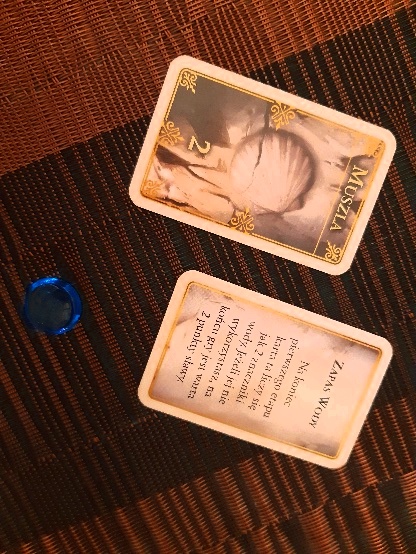 Muszla
2
Zapas Wody
Na koniec
pierwszego etapu
karta ta liczy się
jak 2 znaczniki
wody. Jeżeli jej nie
wykorzystasz, na
końcu gry jest warta
2 punkty sławy.